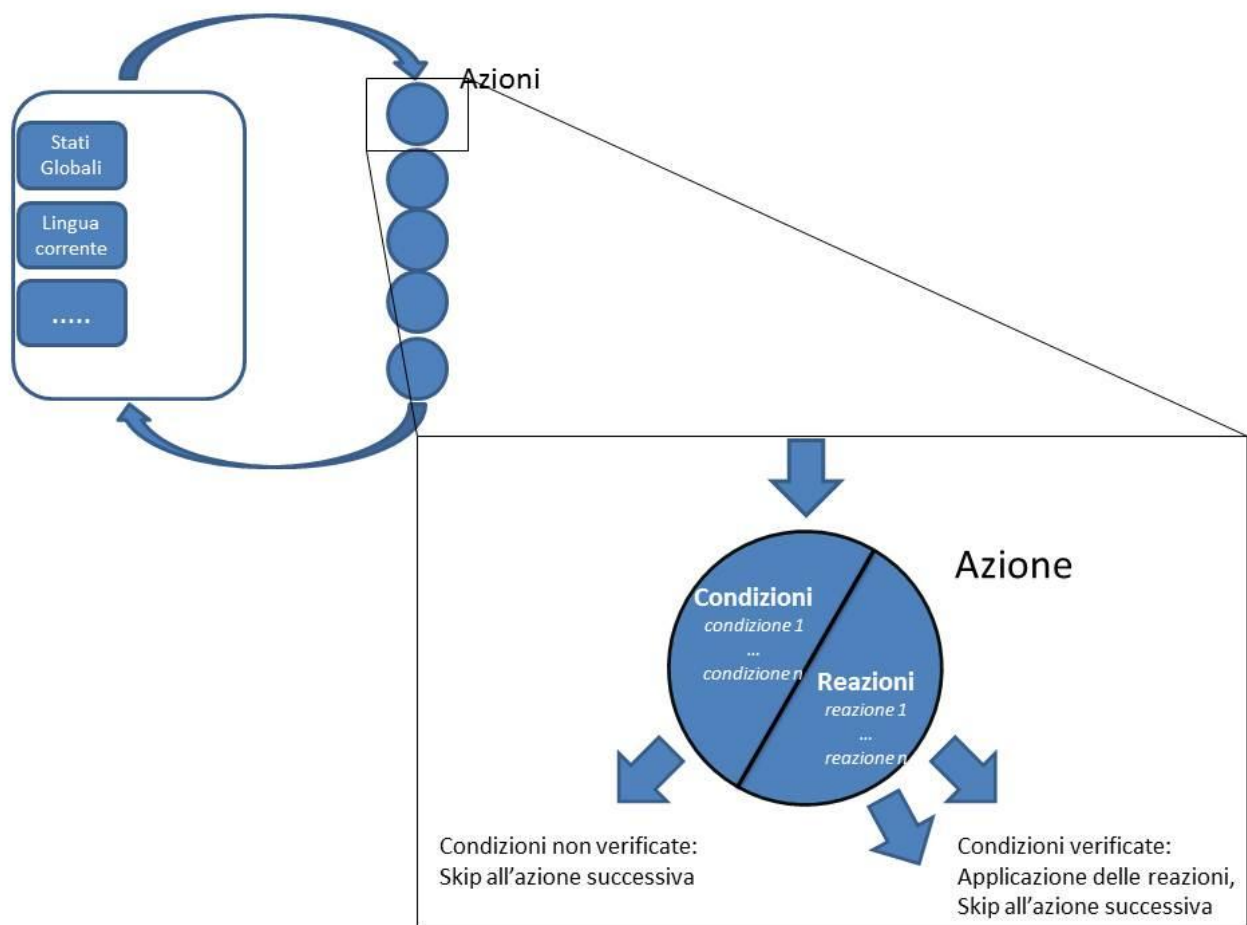 Azioni
Stati
Globali
Lingua
corrente
.....
Azione
Condizioni
condizione 1
...
condizione n
Reazioni
reazione 1
...
reazione n
Condizioni non verificate:
Skip all'azione successiva
Condizioni verificate:
Applicazione delle reazioni,
Skip all'azione successiva